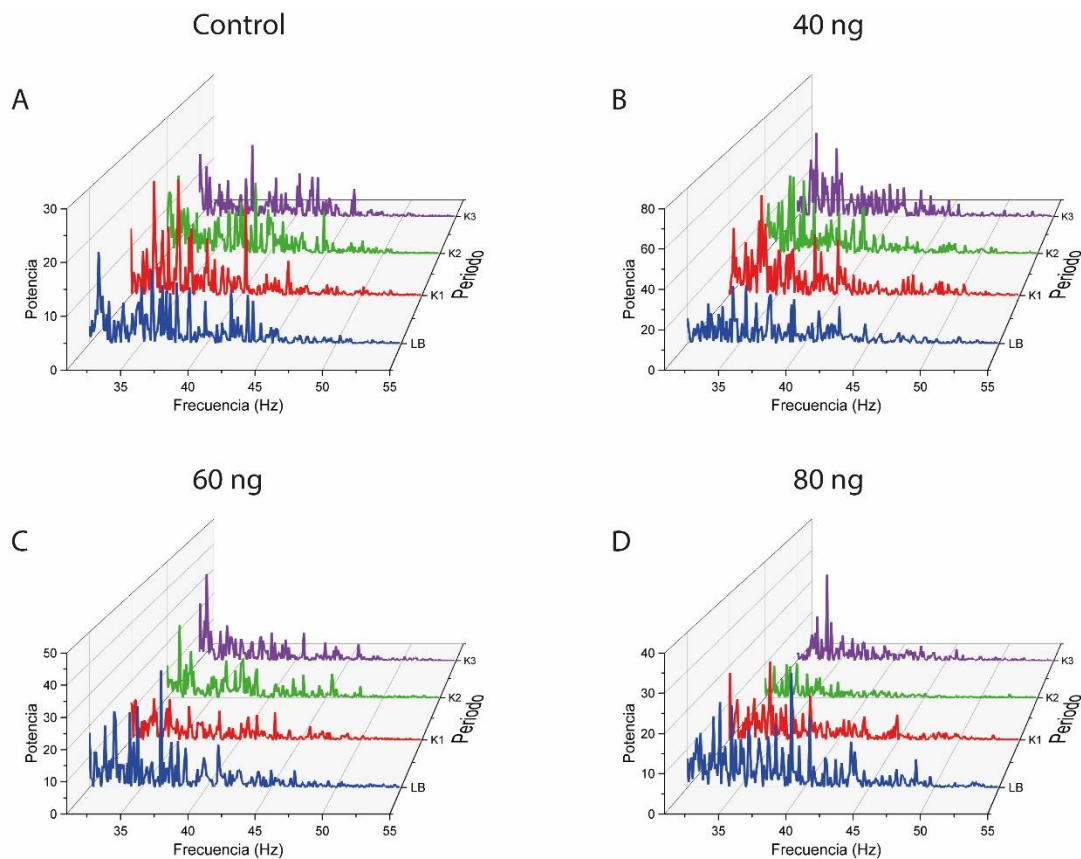 Control
A
30
20
10
0
Potencia
35
40
45
50
55
Frecuencia (Hz)
LB
K1
K2
K3
Periodo
40 ng
B
80
60
40
20
0
Potencia
35
40
45
50
55
Frecuencia (Hz)
LB
K1
K2
K3
Periodo
60 ng
C
50
40
30
20
10
0
Potencia
35
40
45
50
55
Frecuencia (Hz)
LB
K1
K2
K3
Periodo
80 ng
D
40
30
20
10
0
Potencia
35
40
45
50
55
Frecuencia (Hz)
LB
K1
K2
K3
Periodo